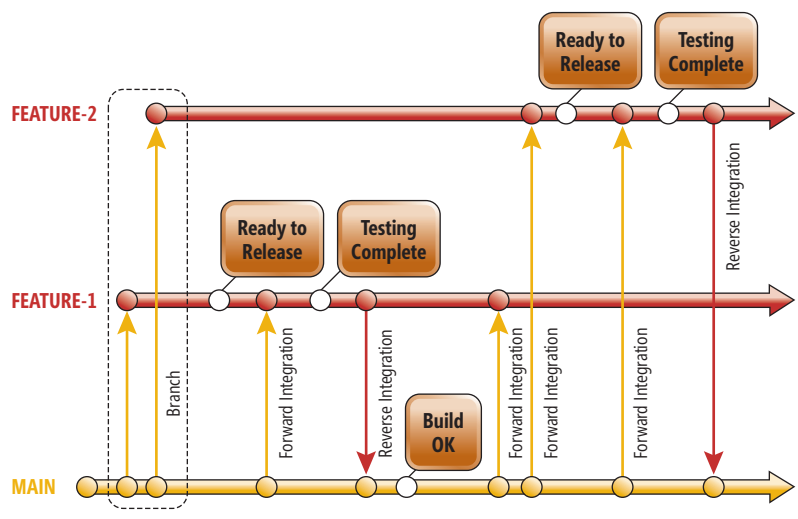 Ready to
Release
Testing
Complete
FEATURE-2
Reverse Integration
Ready to
Release
Testing
Complete
FEATURE-1
Branch
Forward Integration
Reverse Integration
Forward Integration
Forward Integration
Forward Integration
Build
OK
MAIN